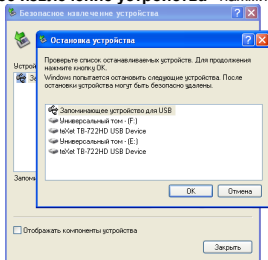 Безопасное извлечение устройства
Остановка устройства
Проверьте список останавливаемых устройств. Для продолжения
нажмите кнопку OK.
Windows попытается остановить следующие устройства. После
остановки устройства могут быть безопасно удалены.
Запоминающее устройство для USB
Универсальный том - (F:)
teXet TB-722HD USB Device
Универсальный том - (E:)
teXet TB-722HD USB Device
OK
Отмена
Отображать компоненты устройства
Закрыть